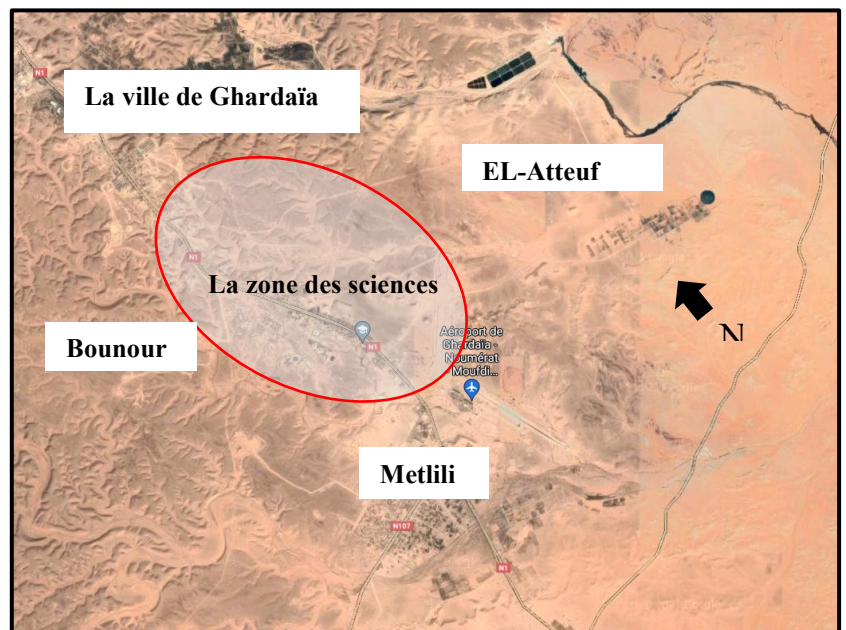 N1
La ville de Ghardaïa
EL-Atteuf
N1
La zone des sciences
N
Bounour
Aéroport de
Ghardaïa -
Noumérat
Moufdi...
N1
Metlili
N107
N1